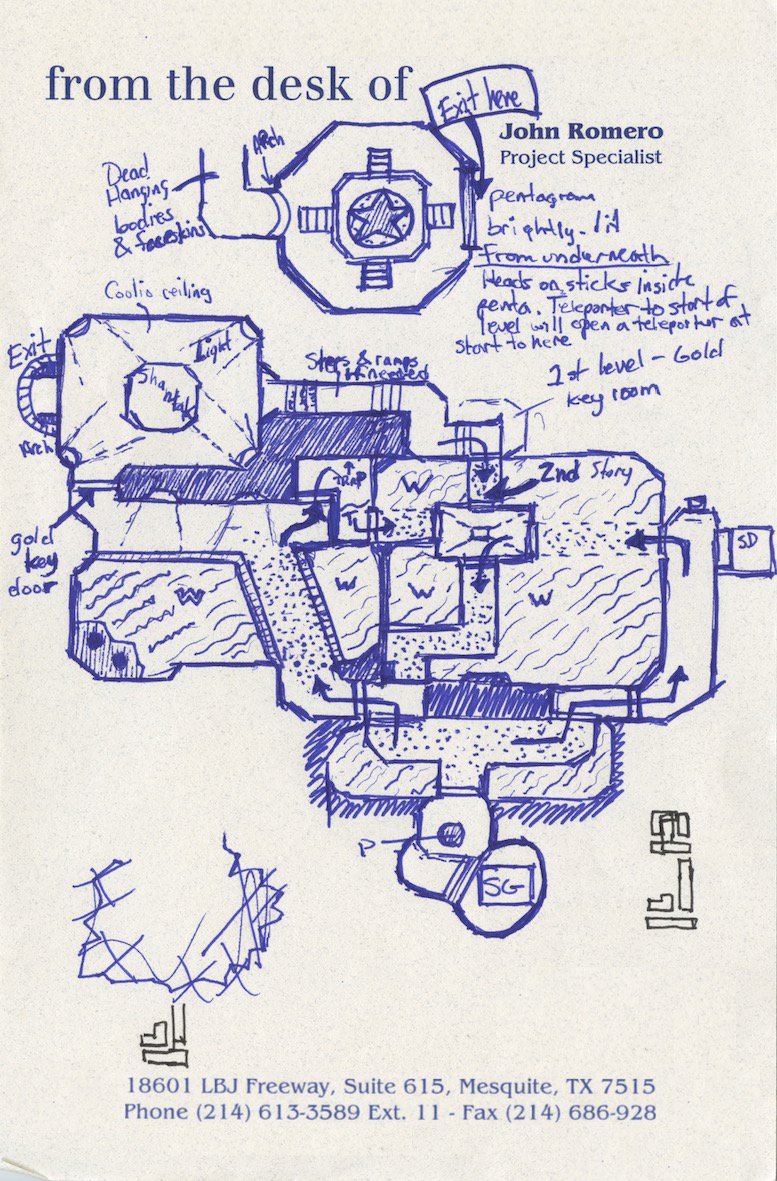 from the desk of
Exit here
John Romero
Project Specialist
Arch
Dead
Hanging
bodies
& faceskins
pentagram
brightly lit
From underneath
Heads on sticks inside
penta. Teleporter to start of
level will open a teleporter at
start to here
Coolio ceiling
Exit
Light
Shantak
Steps & ramps
if needed
1st level - Gold
key room
Arch
TRAP
W
2nd Story
gold
key
door
T
SD
W
W
W
W
P
SG
18601 LBJ Freeway, Suite 615, Mesquite, TX 7515
Phone (214) 613-3589 Ext. 11 - Fax (214) 686-928